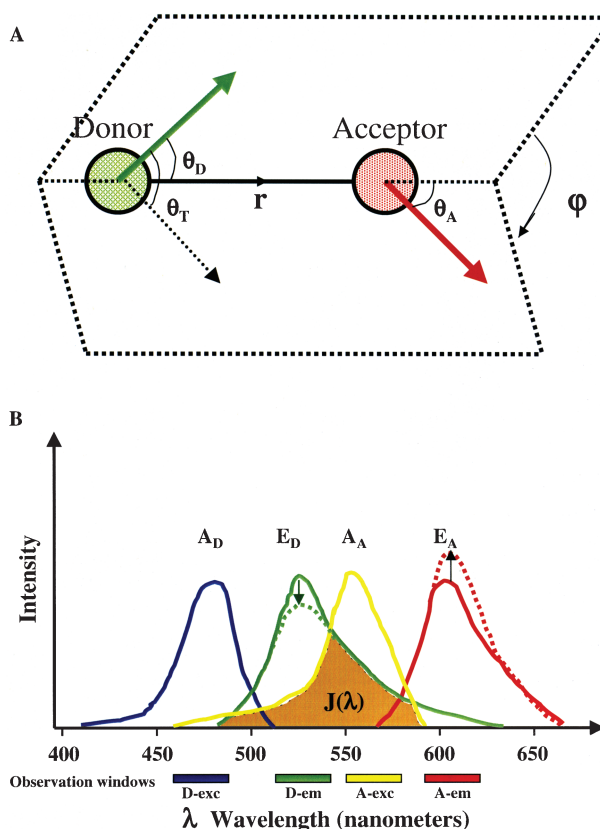 A
Donor
Acceptor
θD
θT
r
θA
φ
B
Intensity
AD
ED
AA
EA
J(λ)
400 450 500 550 600 650
Observation windows
D-exc D-em A-exc A-em
λ Wavelength (nanometers)